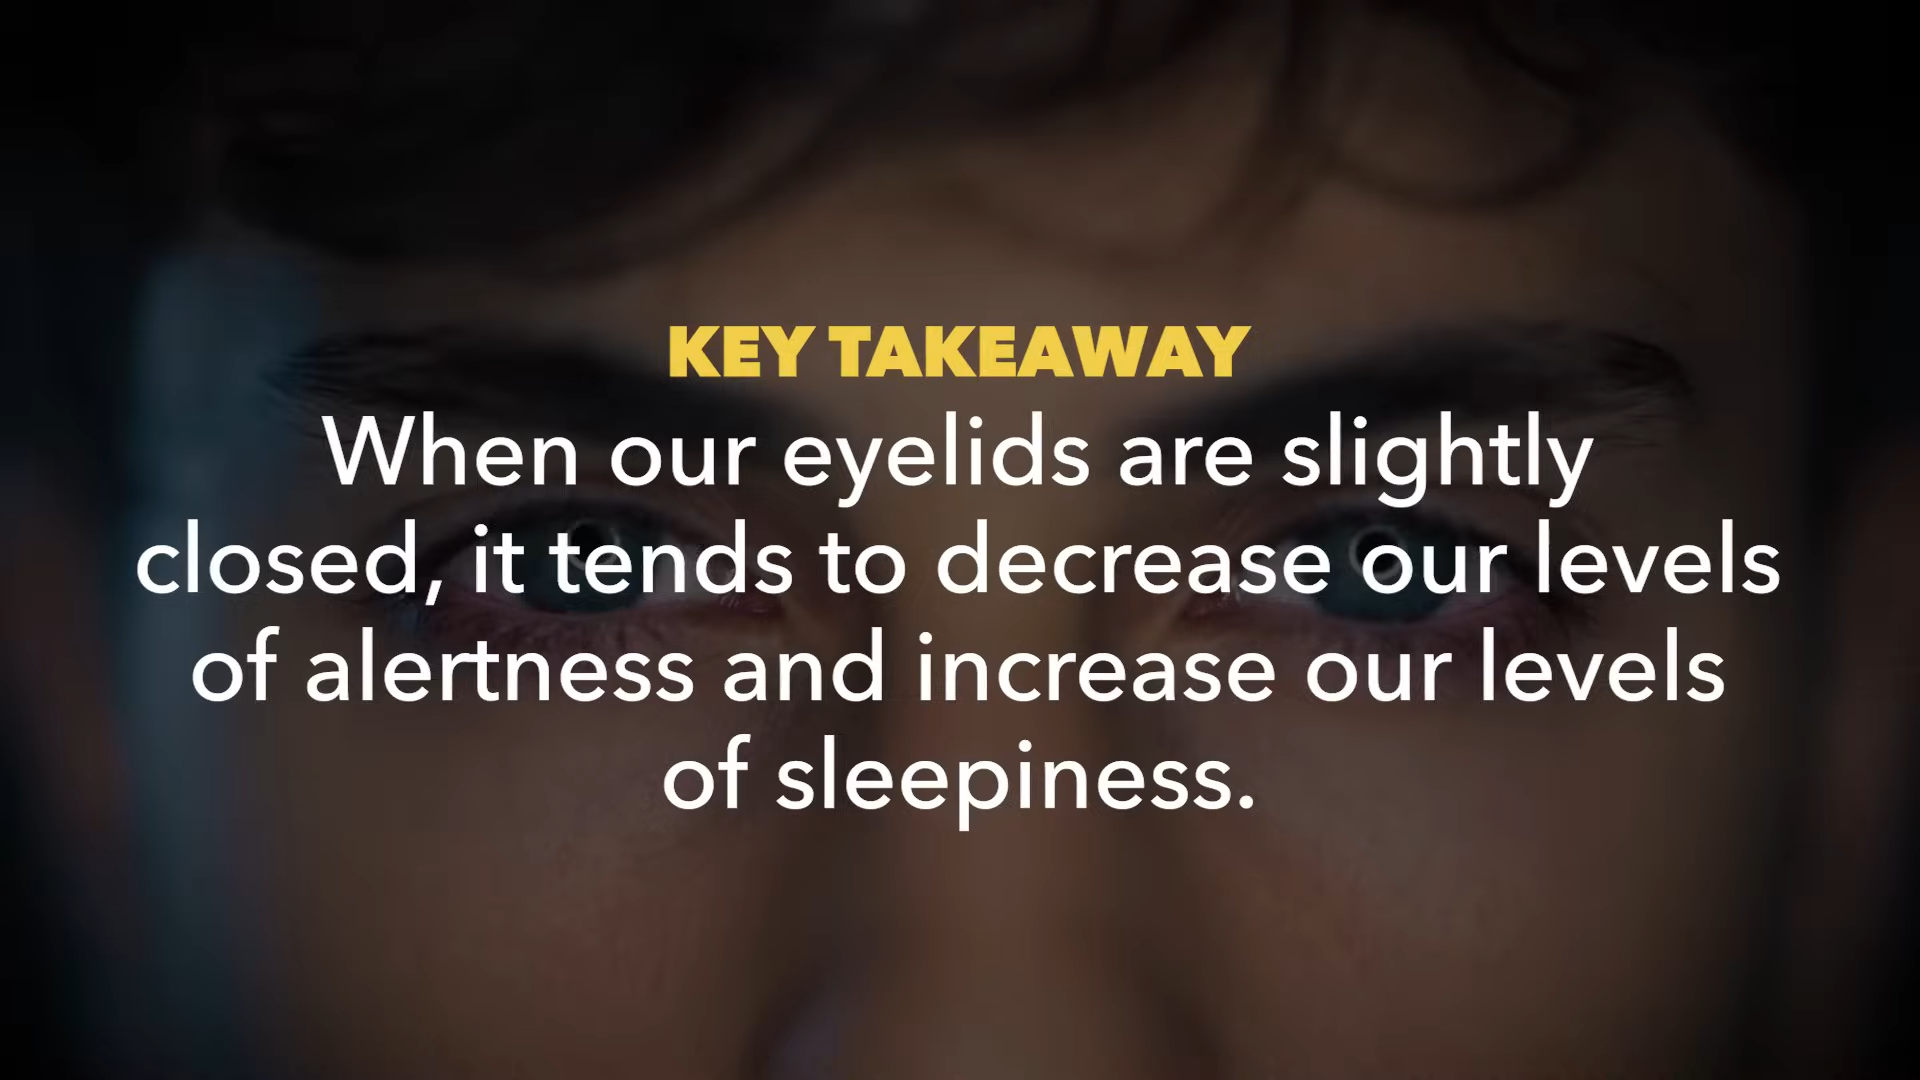 KEY TAKEAWAY
When our eyelids are slightly
closed, it tends to decrease our levels
of alertness and increase our levels
of sleepiness.